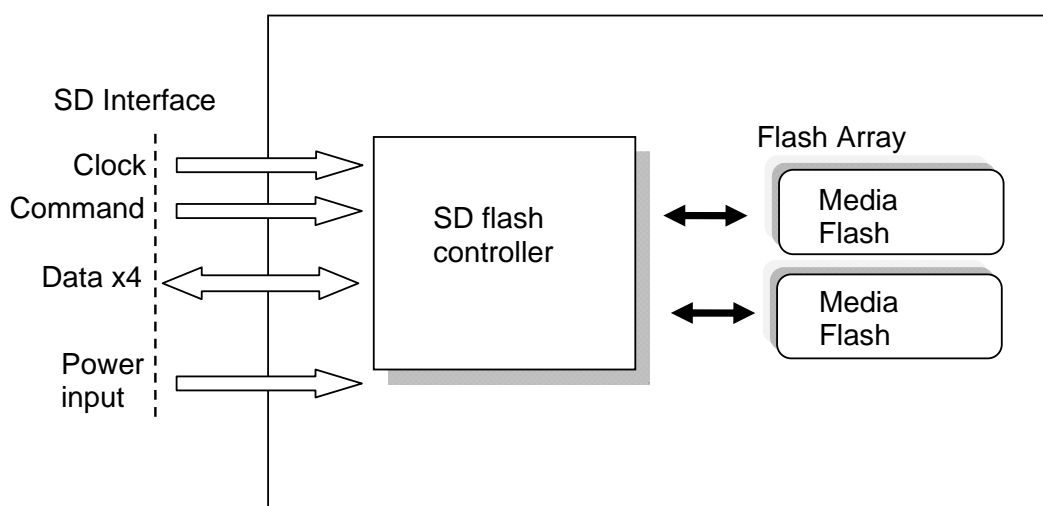 SD Interface
Clock
Command
Data x4
Power
input
SD flash
controller
Flash Array
Media
Flash
Media
Flash